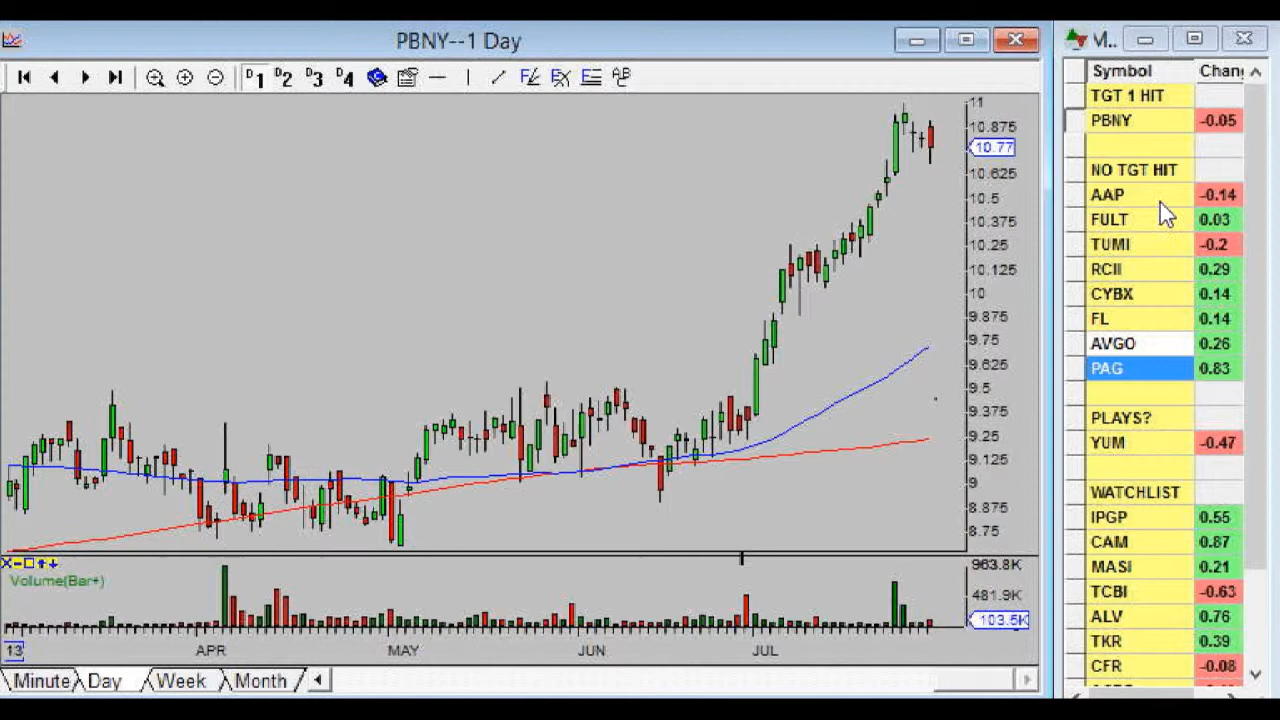 PBNY--1 Day
D1 D2 D3 D4
11
10.875
10.77
10.625
10.5
10.375
10.25
10.125
10
9.875
9.75
9.625
9.5
9.375
9.25
9.125
9
8.875
8.75
Volume(Bar+)
963.8K
481.9K
103.5K
13 APR MAY JUN JUL
Minute Day Week Month
M..
Symbol Chang
TGT 1 HIT
PBNY -0.05
NO TGT HIT
AAP -0.14
FULT 0.03
TUMI -0.2
RCII 0.29
CYBX 0.14
FL 0.14
AVGO 0.26
PAG 0.83
PLAYS?
YUM -0.47
WATCHLIST
IPGP 0.55
CAM 0.87
MASI 0.21
TCBI -0.63
ALV 0.76
TKR 0.39
CFR -0.08